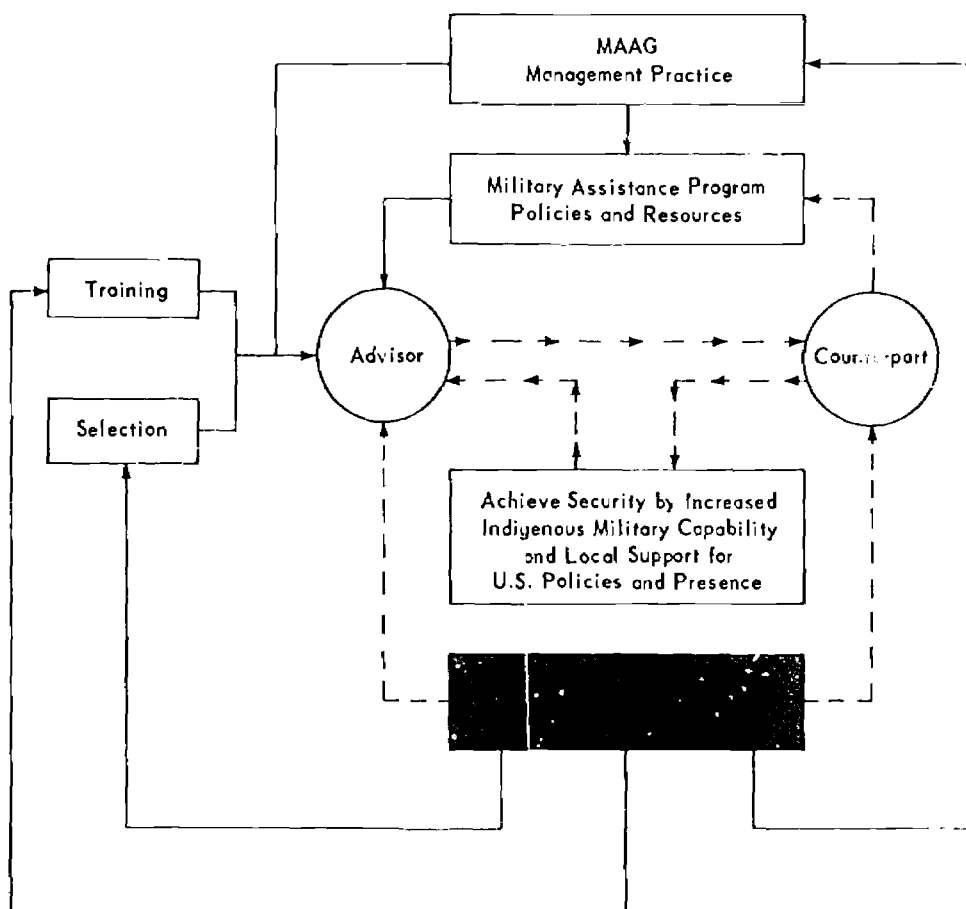 MAAG
Management Practice
Military Assistance Program
Policies and Resources
Training
Advisor
Counterpart
Selection
Achieve Security by Increased
Indigenous Military Capability
and Local Support for
U.S. Policies and Presence